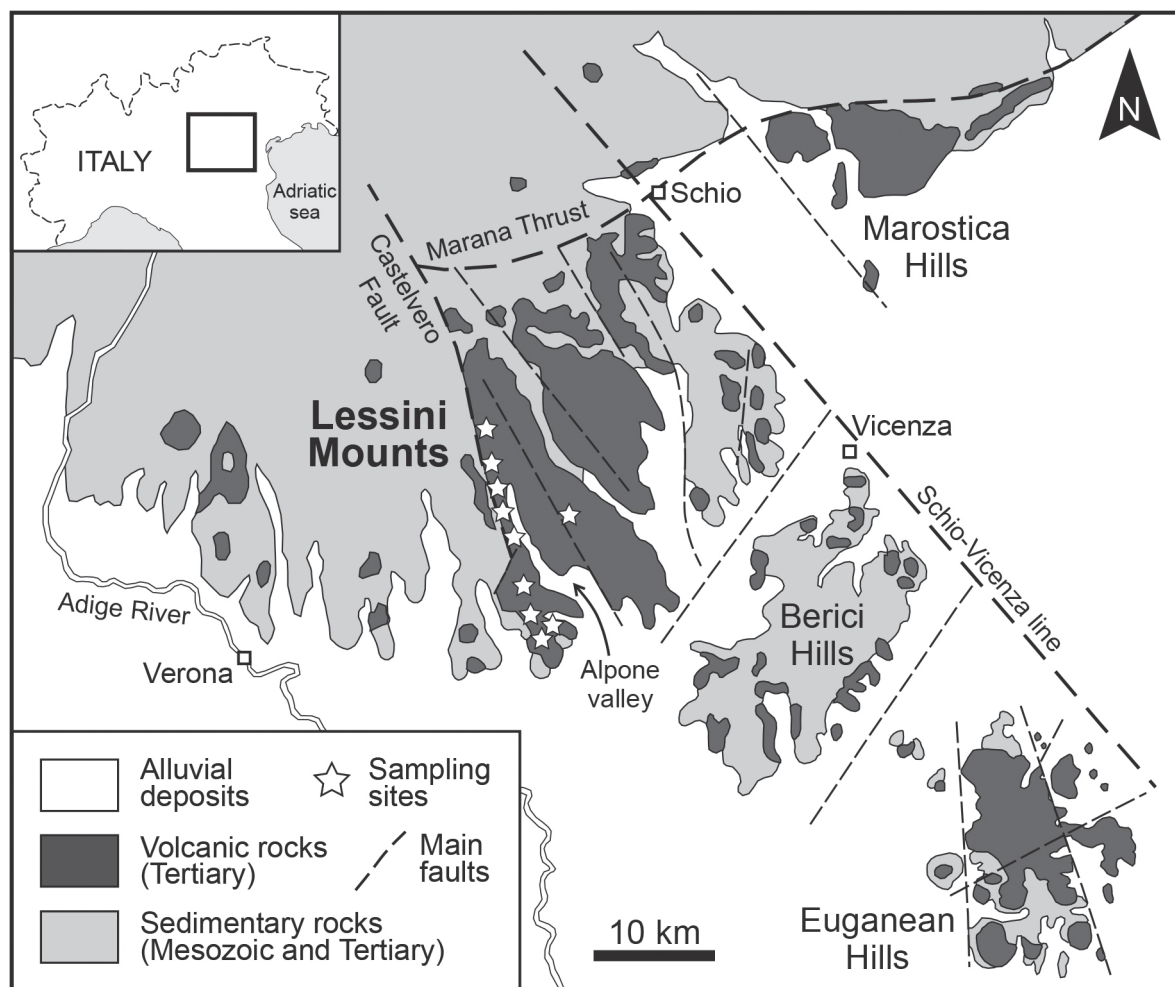 ITALY
Adriatic
sea
N
Schio
Marana Thrust
Castelvero
Fault
Marostica
Hills
Lessini
Mounts
Vicenza
Schio-Vicenza line
Adige River
Verona
Berici
Hills
Alpone
valley
Euganean
Hills
Alluvial
deposits
Sampling
sites
Volcanic rocks
(Tertiary)
Main
faults
Sedimentary rocks
(Mesozoic and Tertiary)
10 km